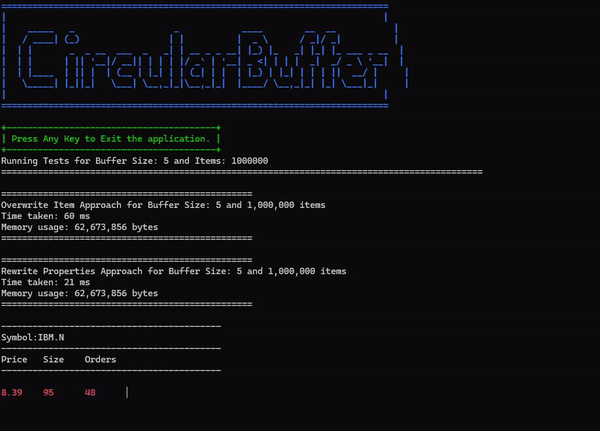 CircularBuffer
Press Any Key to Exit the application.
Running Tests for Buffer Size: 5 and Items: 1000000
Overwrite Item Approach for Buffer Size: 5 and 1,000,000 items
Time taken: 60 ms
Memory usage: 62,673,856 bytes
Rewrite Properties Approach for Buffer Size: 5 and 1,000,000 items
Time taken: 21 ms
Memory usage: 62,673,856 bytes
Symbol:IBM.N
Price Size Orders
8.39 95 48